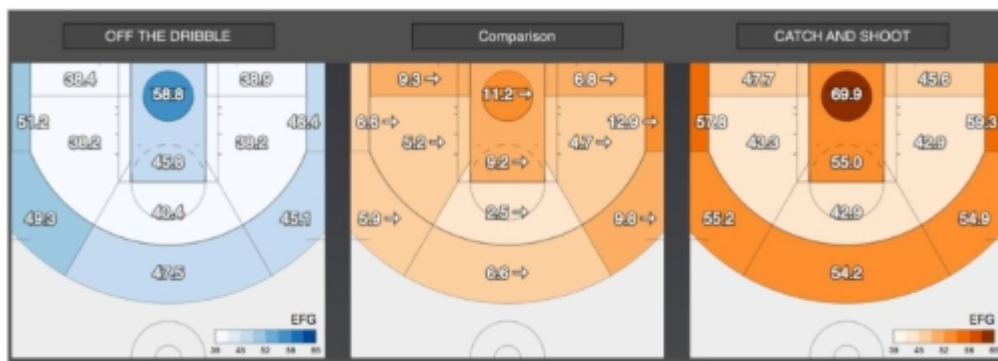 OFF THE DRIBBLE
Comparison
CATCH AND SHOOT
38.4 58.8 38.9
51.2 38.2 46.4
45.8
49.3 40.4 45.1
47.5
EFG
9.3 → 11.2 → 6.8 →
5.2 → 4.7 → 12.9 →
9.2 →
5.9 → 2.5 → 9.8 →
6.6 →
47.7 69.9 45.6
57.8 43.3 42.9 59.3
55.0
55.2 42.9 54.9
54.2
EFG